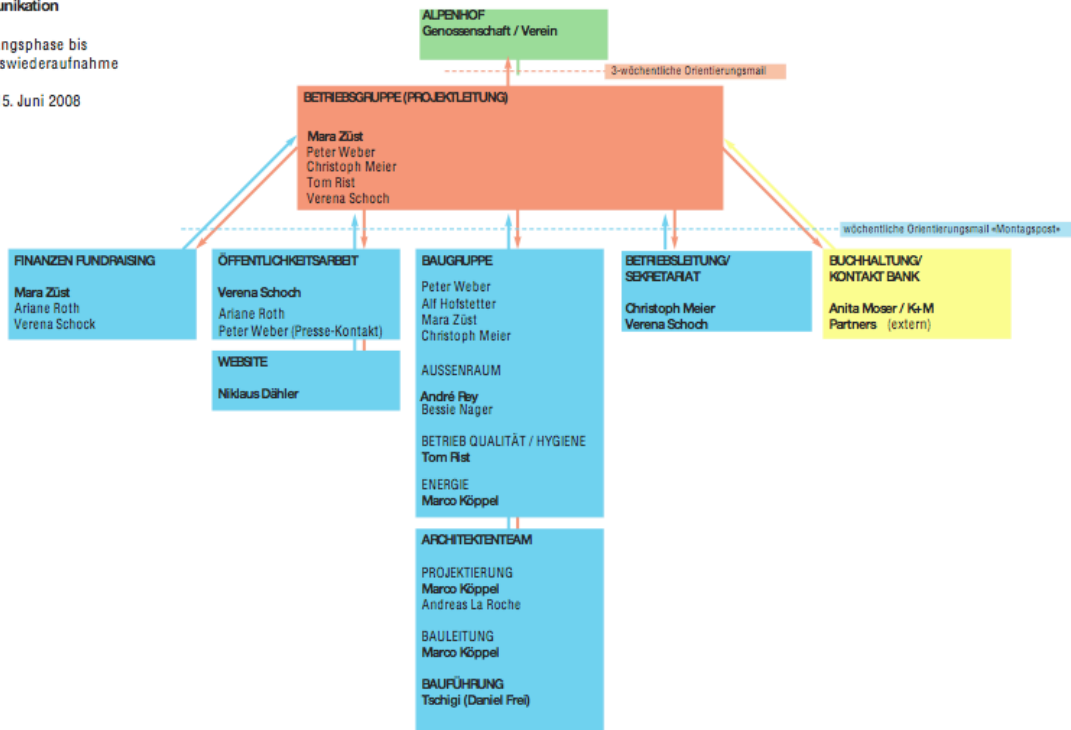 unikation
ngsphase bis
swiederaufnahme
5. Juni 2008
ALPENHOF
Genossenschaft / Verein
3-wöchentliche Orientierungsmail
BETRIEBSGRUPPE (PROJEKTLEITUNG)
Mara Züst
Peter Weber
Christoph Meier
Tom Rist
Verena Schoch
wöchentliche Orientierungsmail «Montagspost»
FINANZEN FUNDRAISING
Mara Züst
Ariane Roth
Verena Schock
ÖFFENTLICHKEITSARBEIT
Verena Schoch
Ariane Roth
Peter Weber (Presse-Kontakt)
WEBSITE
Niklaus Dähler
BAUGRUPPE
Peter Weber
Alf Hofstetter
Mara Züst
Christoph Meier
AUSSENRAUM
André Rey
Bessie Nager
BETRIEB QUALITÄT / HYGIENE
Tom Rist
ENERGIE
Marco Köppel
ARCHITEKTENTEAM
PROJEKTIERUNG
Marco Köppel
Andreas La Roche
BAULEITUNG
Marco Köppel
BAUFÜHRUNG
Tschigi (Daniel Frei)
BETRIEBSLEITUNG/
SEKRETARIAT
Christoph Meier
Verena Schoch
BUCHHALTUNG/
KONTAKT BANK
Anita Moser / K+M
Partners (extern)